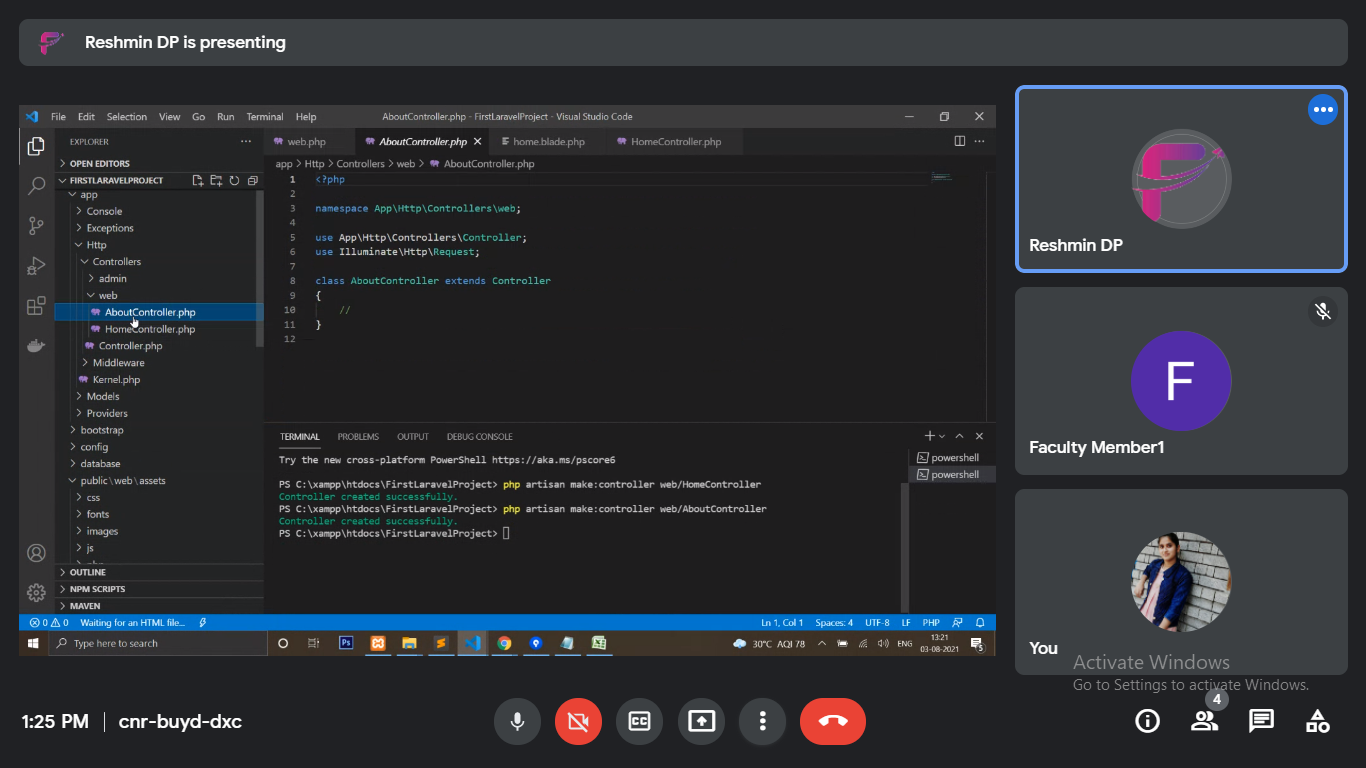 Reshmin DP is presenting
File Edit Selection View Go Run Terminal Help
AboutController.php - FirstLaravelProject - Visual Studio Code
EXPLORER
OPEN EDITORS
FIRSTLARAVELPROJECT
app
Console
Exceptions
Http
Controllers
admin
web
AboutController.php
HomeController.php
Controller.php
Middleware
Kernel.php
Models
Providers
bootstrap
config
database
public\web\assets
css
fonts
images
js
OUTLINE
NPM SCRIPTS
MAVEN
web.php AboutController.php home.blade.php HomeController.php
app > Http > Controllers > web > AboutController.php
1 <?php
2
3 namespace App\Http\Controllers\web;
4
5 use App\Http\Controllers\Controller;
6 use Illuminate\Http\Request;
7
8 class AboutController extends Controller
9 {
10 //
11 }
12
TERMINAL PROBLEMS OUTPUT DEBUG CONSOLE
Try the new cross-platform PowerShell https://aka.ms/pscore6
PS C:\xampp\htdocs\FirstLaravelProject> php artisan make:controller web/HomeController
Controller created successfully.
PS C:\xampp\htdocs\FirstLaravelProject> php artisan make:controller web/AboutController
Controller created successfully.
PS C:\xampp\htdocs\FirstLaravelProject>
powershell
powershell
0 0 Waiting for an HTML file... Ln 1, Col 1 Spaces: 4 UTF-8 LF PHP
Type here to search
Ps
30°C AQI 78 ENG
13:21
03-08-2021
5
Reshmin DP
F
Faculty Member1
You
Activate Windows
Go to Settings to activate Windows.
1:25 PM | cnr-buyd-dxc
CC
4